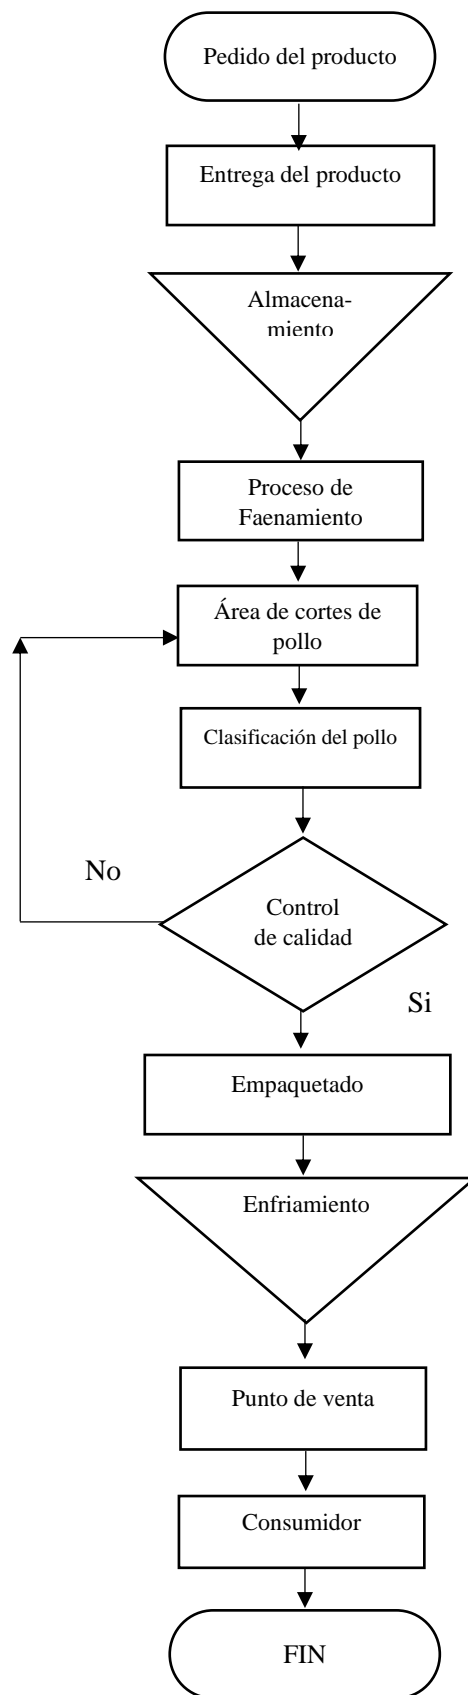 Pedido del producto
Entrega del producto
Almacena-
miento
Proceso de
Faenamiento
Área de cortes de
pollo
Clasificación del pollo
No
Control
de calidad
Si
Empaquetado
Enfriamiento
Punto de venta
Consumidor
FIN